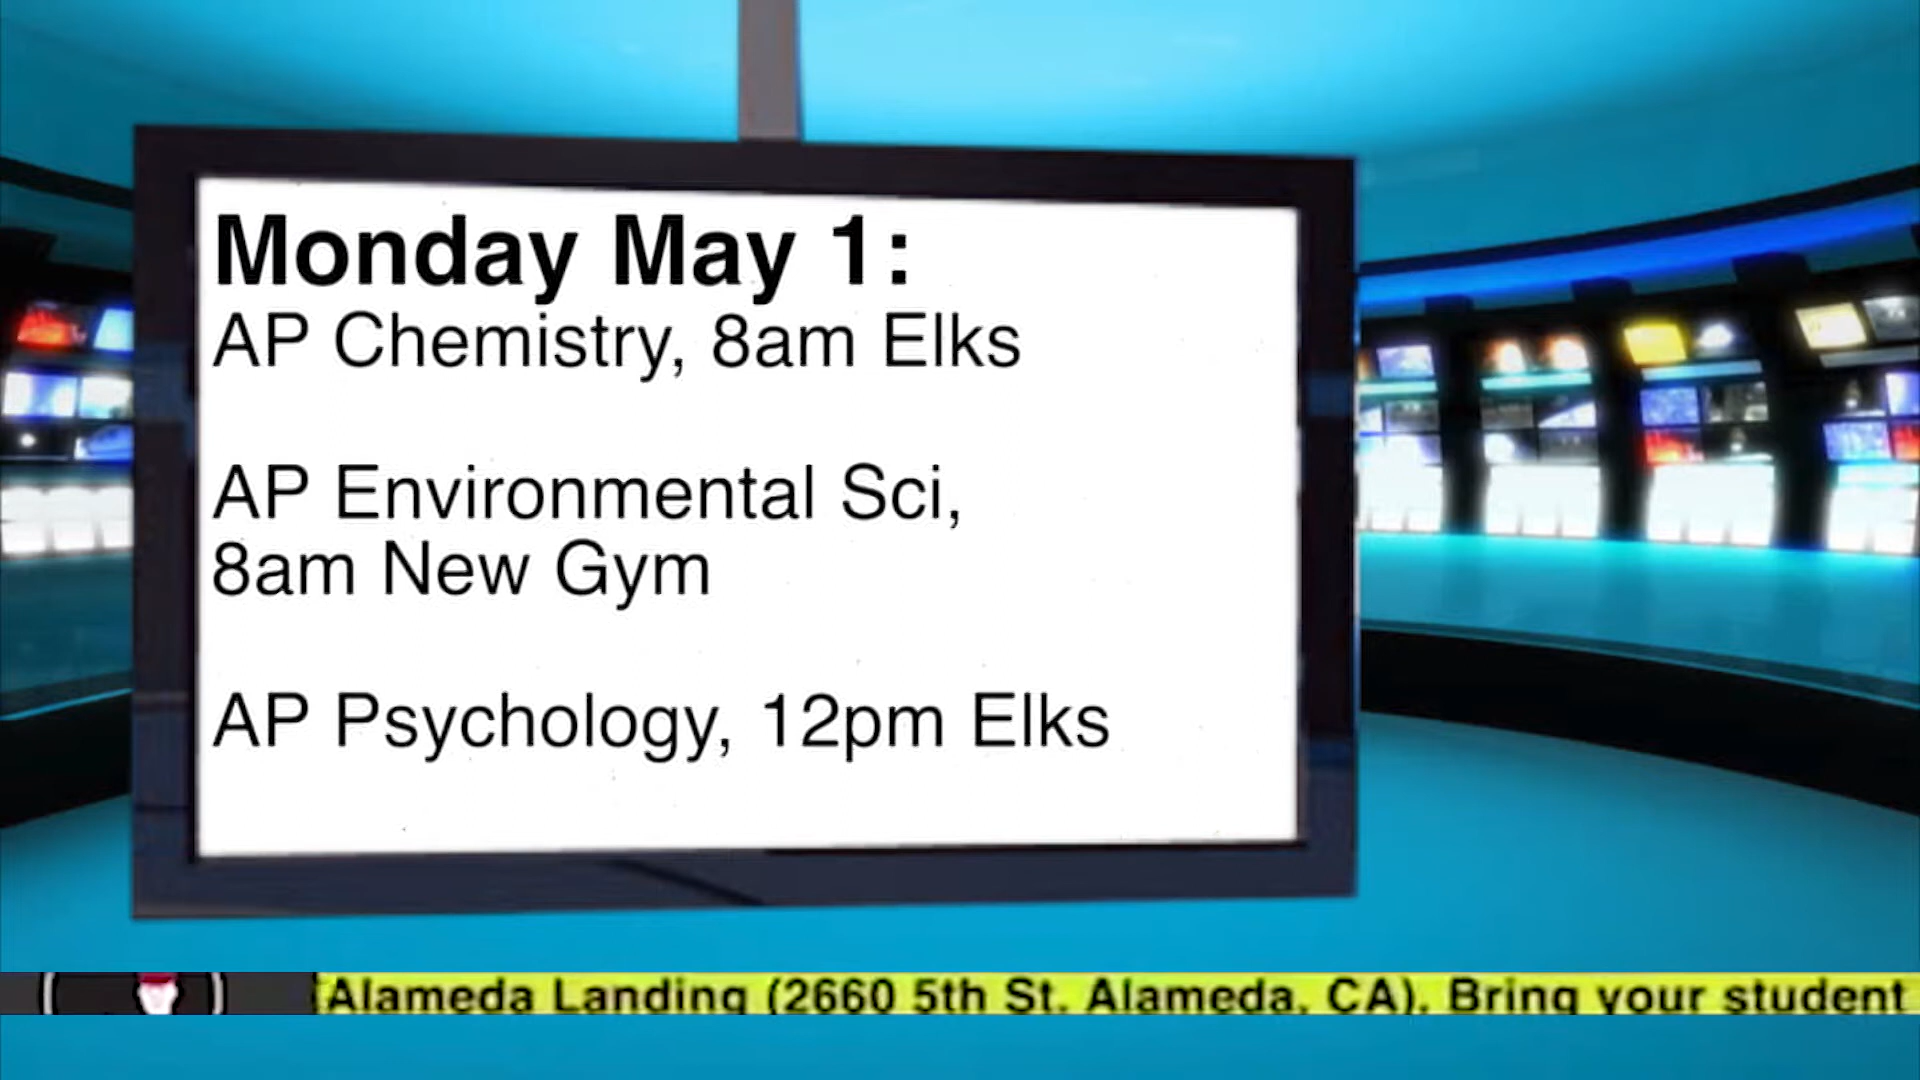 Monday May 1:
AP Chemistry, 8am Elks
AP Environmental Sci,
8am New Gym
AP Psychology, 12pm Elks
Alameda Landing (2660 5th St. Alameda, CA). Bring your student